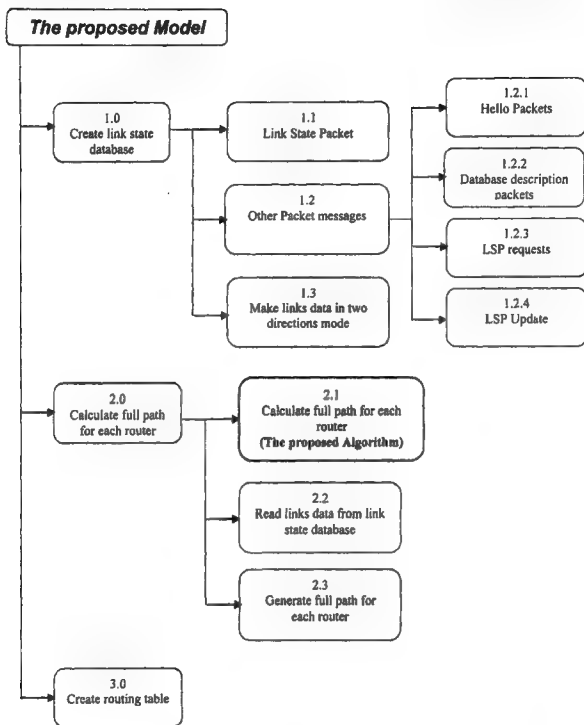 The proposed Model
1.0
Create link state
database
1.1
Link State Packet
1.2
Other Packet messages
1.3
Make links data in two
directions mode
1.2.1
Hello Packets
1.2.2
Database description
packets
1.2.3
LSP requests
1.2.4
LSP Update
2.0
Calculate full path
for each router
2.1
Calculate full path for each
router
(The proposed Algorithm)
2.2
Read links data from link
state database
2.3
Generate full path for
each router
3.0
Create routing table